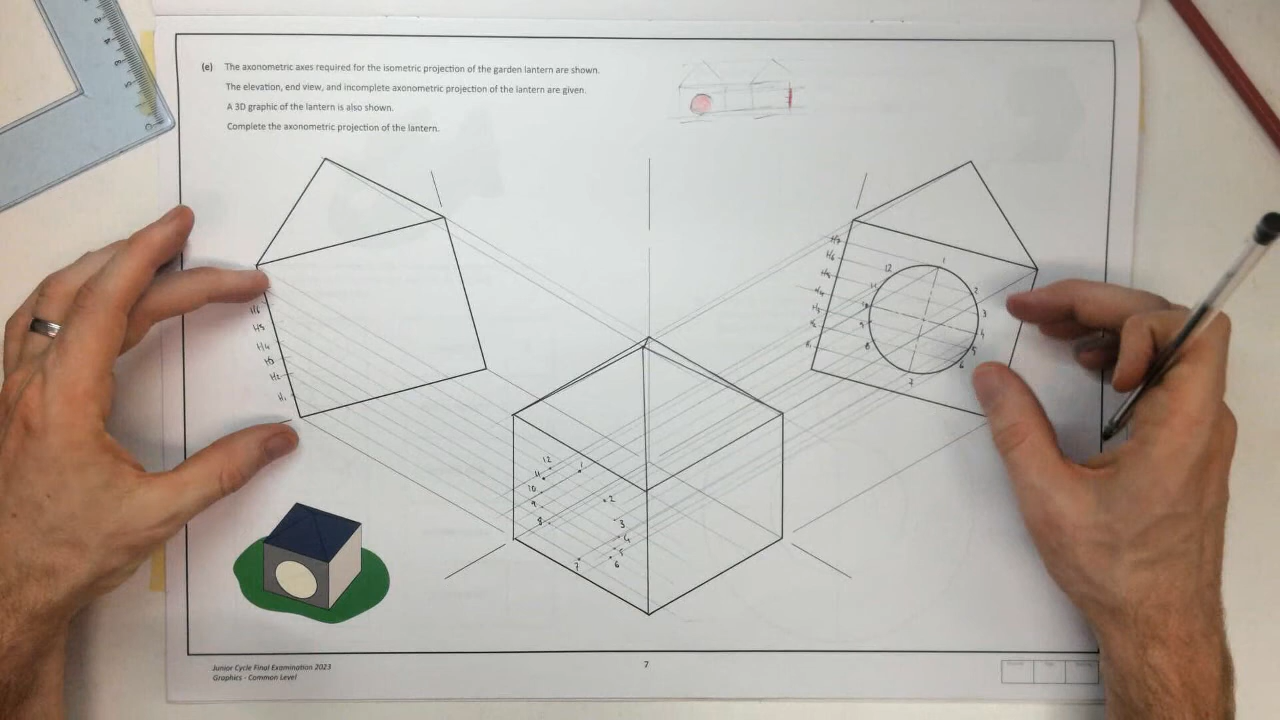 (e) The axonometric axes required for the isometric projection of the garden lantern are shown.
The elevation, end view, and incomplete axonometric projection of the lantern are given.
A 3D graphic of the lantern is also shown.
Complete the axonometric projection of the lantern.
H7
H6
H5
H4
H3
12
1
2
3
4
5
6
7
8
9
10
11
H6
H5
H4
H3
H2
H1
12
11
1
10
2
9
8
3
4
5
6
7
Junior Cycle Final Examination 2023
Graphics - Common Level
7